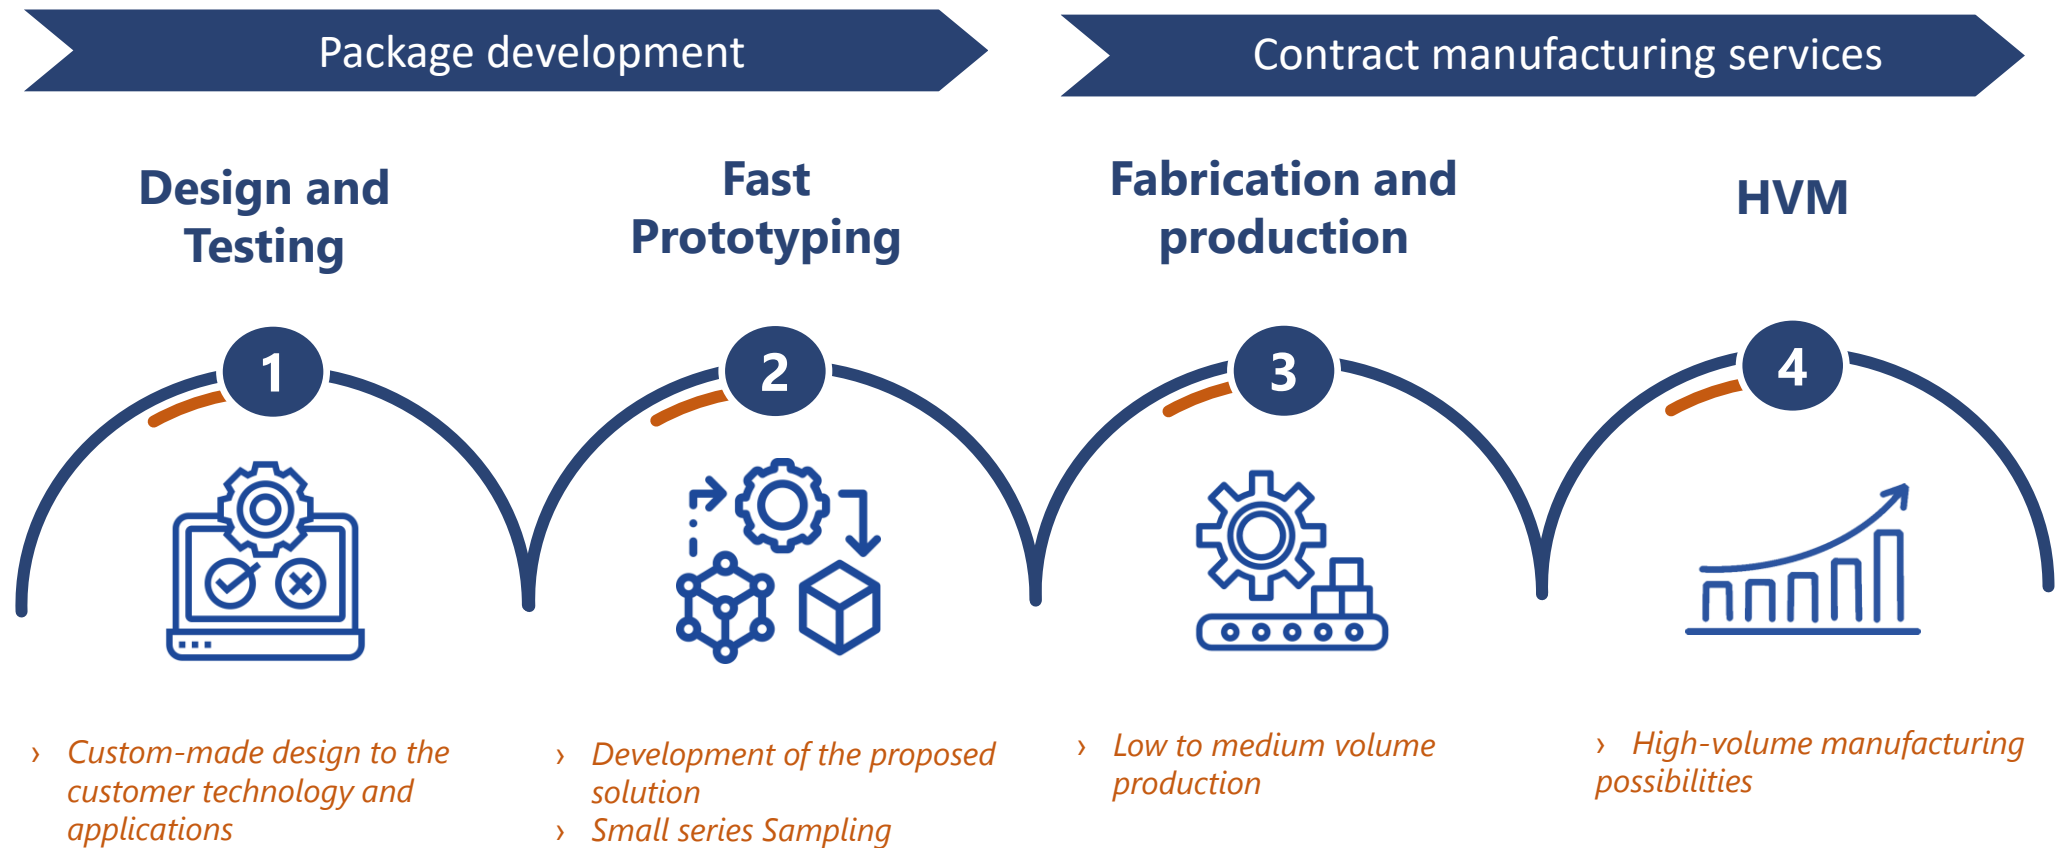 Package development
Contract manufacturing services
Design and
Testing
Fast
Prototyping
Fabrication and
production
HVM
1
2
3
4
› Custom-made design to the
customer technology and
applications
› Development of the proposed
solution
› Small series Sampling
› Low to medium volume
production
› High-volume manufacturing
possibilities